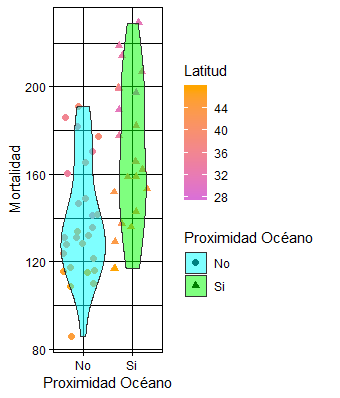 Mortalidad
200
160
120
80
No
Si
Proximidad Océano
Latitud
44
40
36
32
28
Proximidad Océano
No
Si